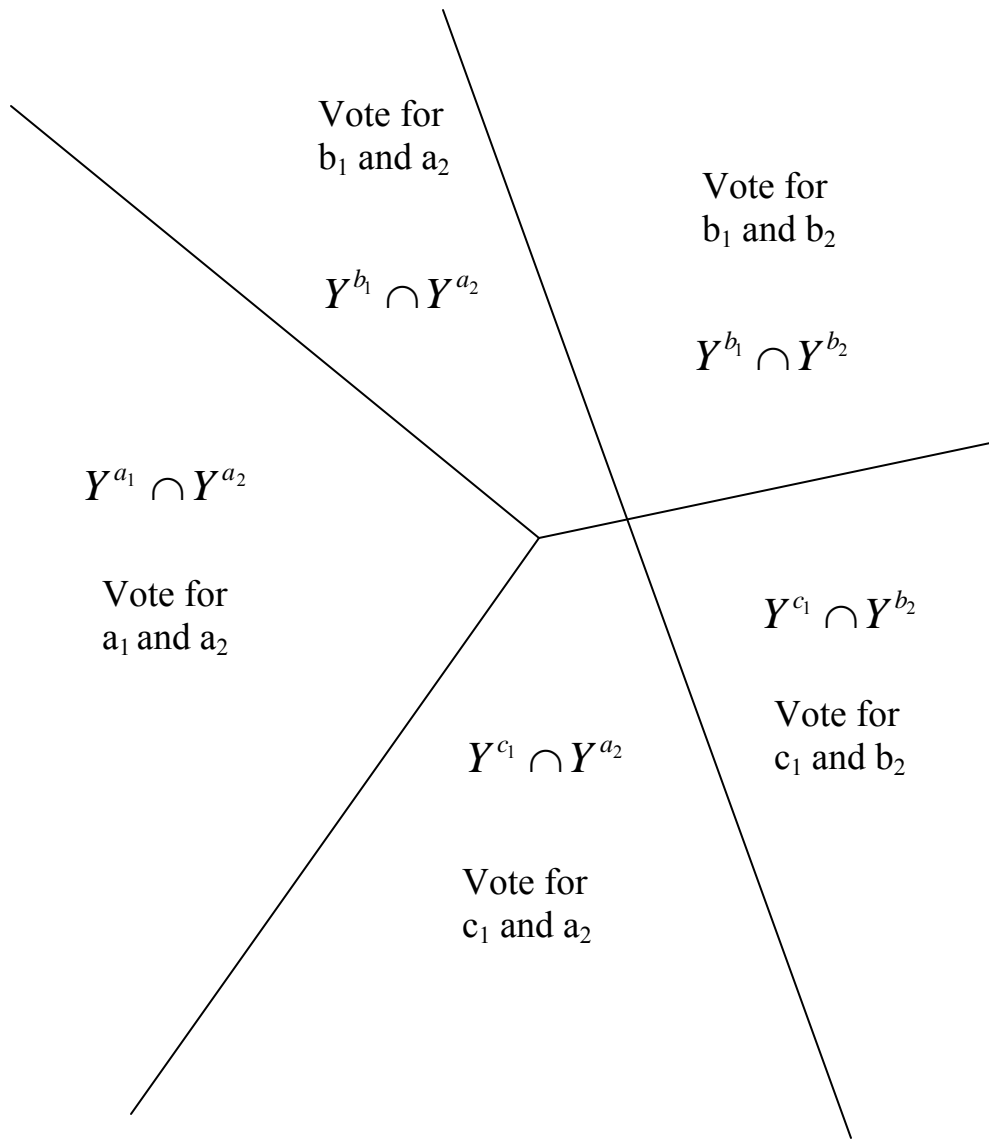 Vote for
b₁ and a₂
Vote for
b₁ and b₂
Y^{b₁} ∩ Y^{a₂}
Y^{b₁} ∩ Y^{b₂}
Y^{a₁} ∩ Y^{a₂}
Vote for
a₁ and a₂
Y^{c₁} ∩ Y^{b₂}
Vote for
c₁ and b₂
Y^{c₁} ∩ Y^{a₂}
Vote for
c₁ and a₂